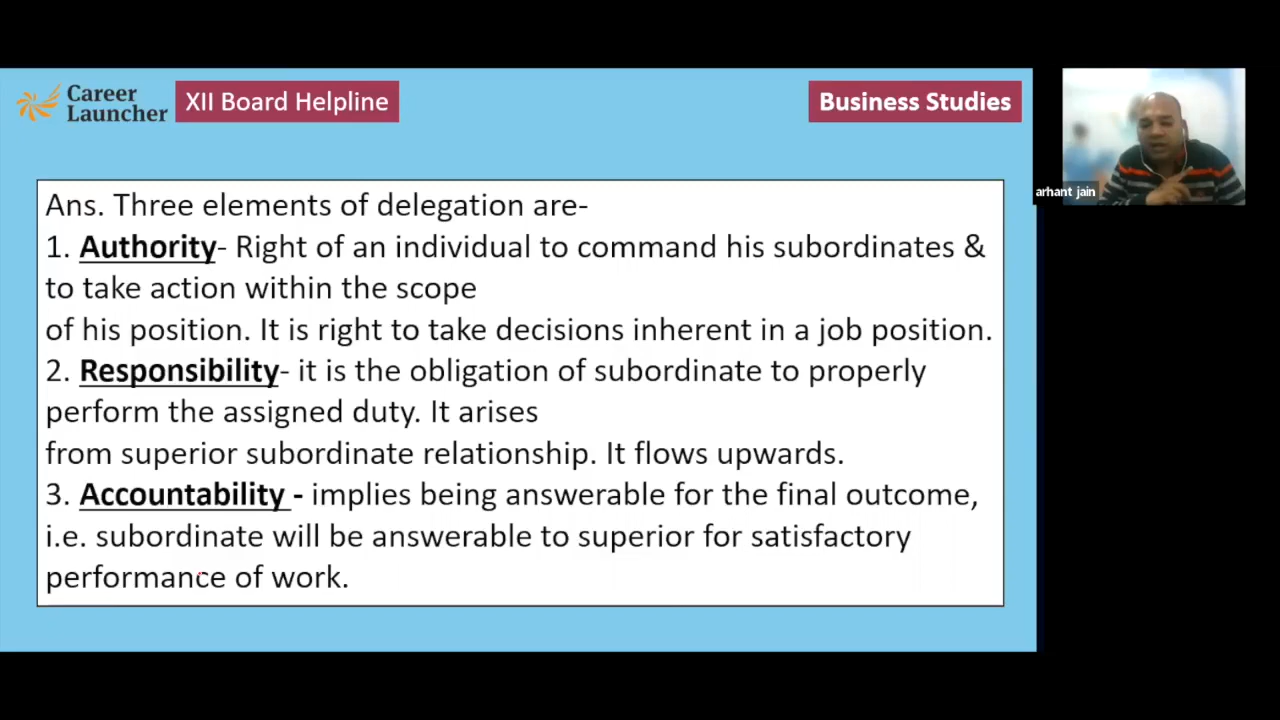 Career
Launcher
XII Board Helpline
Business Studies
arhant jain
Ans. Three elements of delegation are-
1. Authority- Right of an individual to command his subordinates &
to take action within the scope
of his position. It is right to take decisions inherent in a job position.
2. Responsibility- it is the obligation of subordinate to properly
perform the assigned duty. It arises
from superior subordinate relationship. It flows upwards.
3. Accountability - implies being answerable for the final outcome,
i.e. subordinate will be answerable to superior for satisfactory
performance of work.